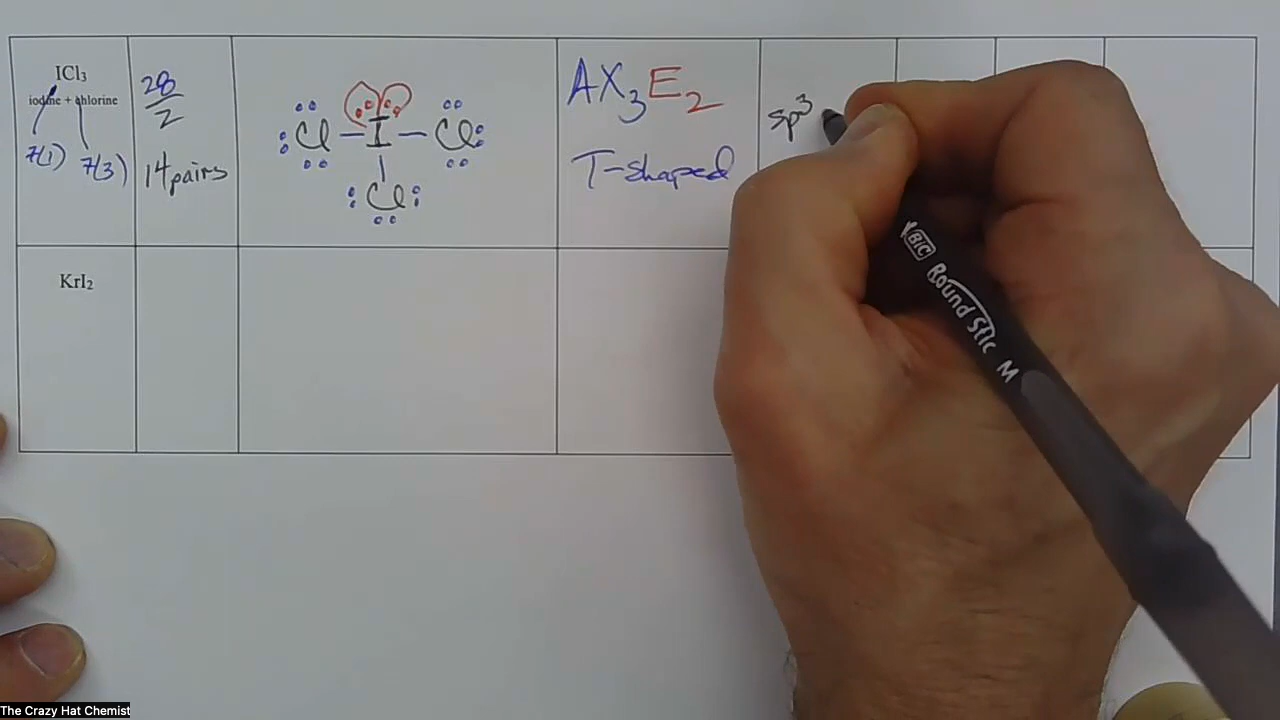 ICl₃
iodine + chlorine
7(1) 7(3)
28
2
14 pairs
Cl I Cl
Cl
AX₃E₂
T-shaped
sp³
KrI₂
BIC Round Stic M
The Crazy Hat Chemist